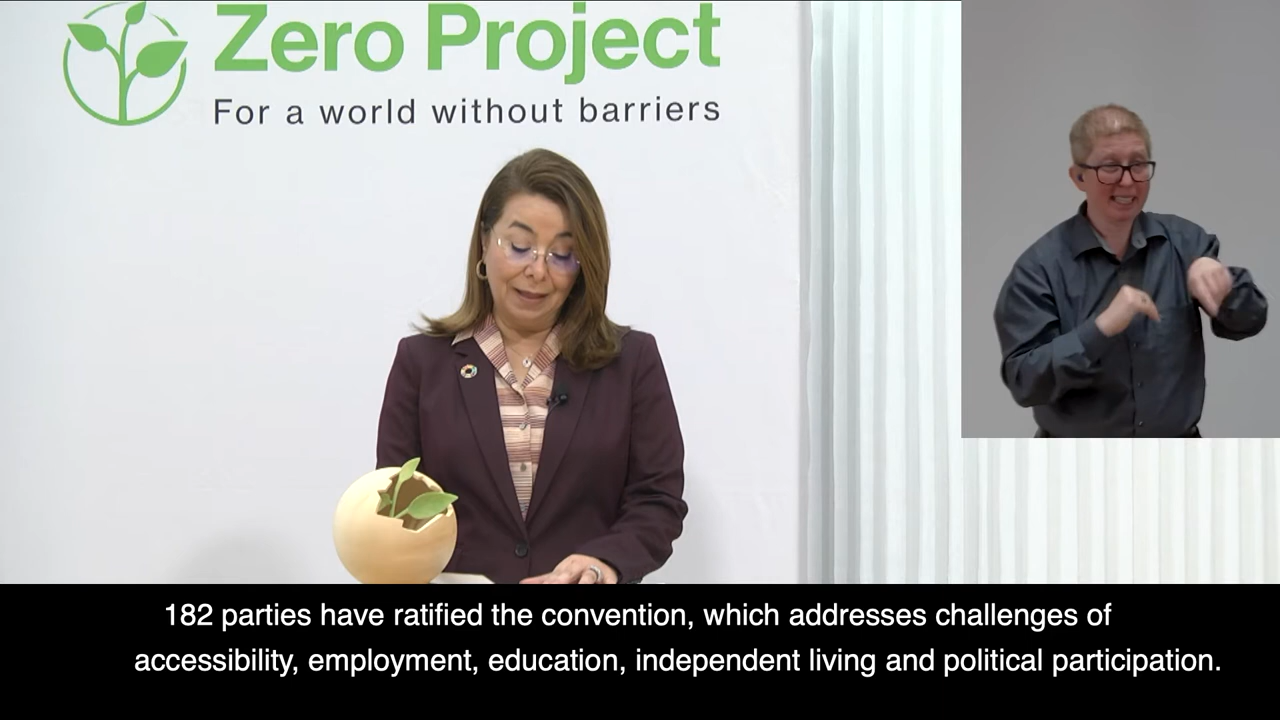 Zero Project
For a world without barriers
182 parties have ratified the convention, which addresses challenges of
accessibility, employment, education, independent living and political participation.